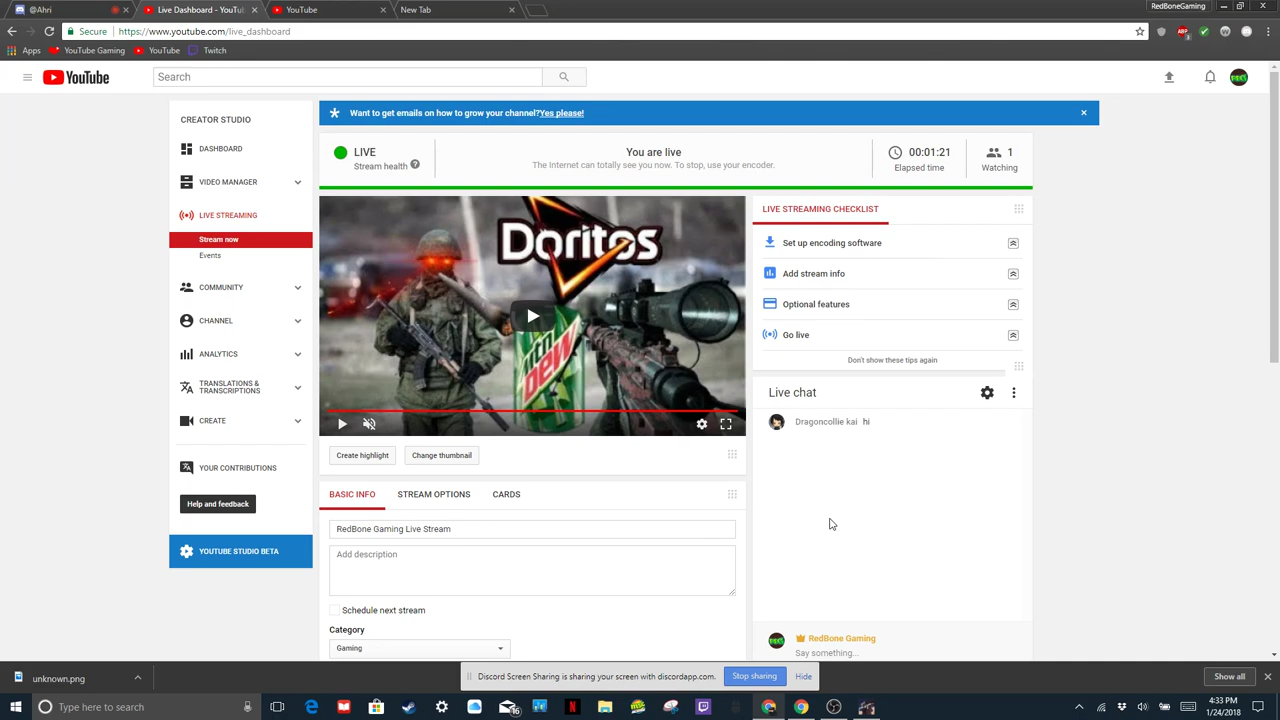 @Ahri
Live Dashboard - YouTub
YouTube
New Tab
RedBoneGaming
Secure
https://www.youtube.com/live_dashboard
Apps
YouTube Gaming
YouTube
Twitch
YouTube
Search
CREATOR STUDIO
Want to get emails on how to grow your channel? Yes please!
DASHBOARD
LIVE
Stream health
You are live
The Internet can totally see you now. To stop, use your encoder.
00:01:21
Elapsed time
1
Watching
VIDEO MANAGER
LIVE STREAMING
Stream now
Events
COMMUNITY
CHANNEL
ANALYTICS
TRANSLATIONS &
TRANSCRIPTIONS
CREATE
YOUR CONTRIBUTIONS
Help and feedback
YOUTUBE STUDIO BETA
Doritos
DEW
LIVE STREAMING CHECKLIST
Set up encoding software
Add stream info
Optional features
Go live
Don't show these tips again
Live chat
Dragoncollie kai hi
Create highlight
Change thumbnail
BASIC INFO
STREAM OPTIONS
CARDS
RedBone Gaming Live Stream
Add description
Schedule next stream
Category
Gaming
RedBone Gaming
Say something...
unknown.png
Discord Screen Sharing is sharing your screen with discordapp.com.
Stop sharing
Hide
Show all
Type here to search
16
4:33 PM
1/24/2018